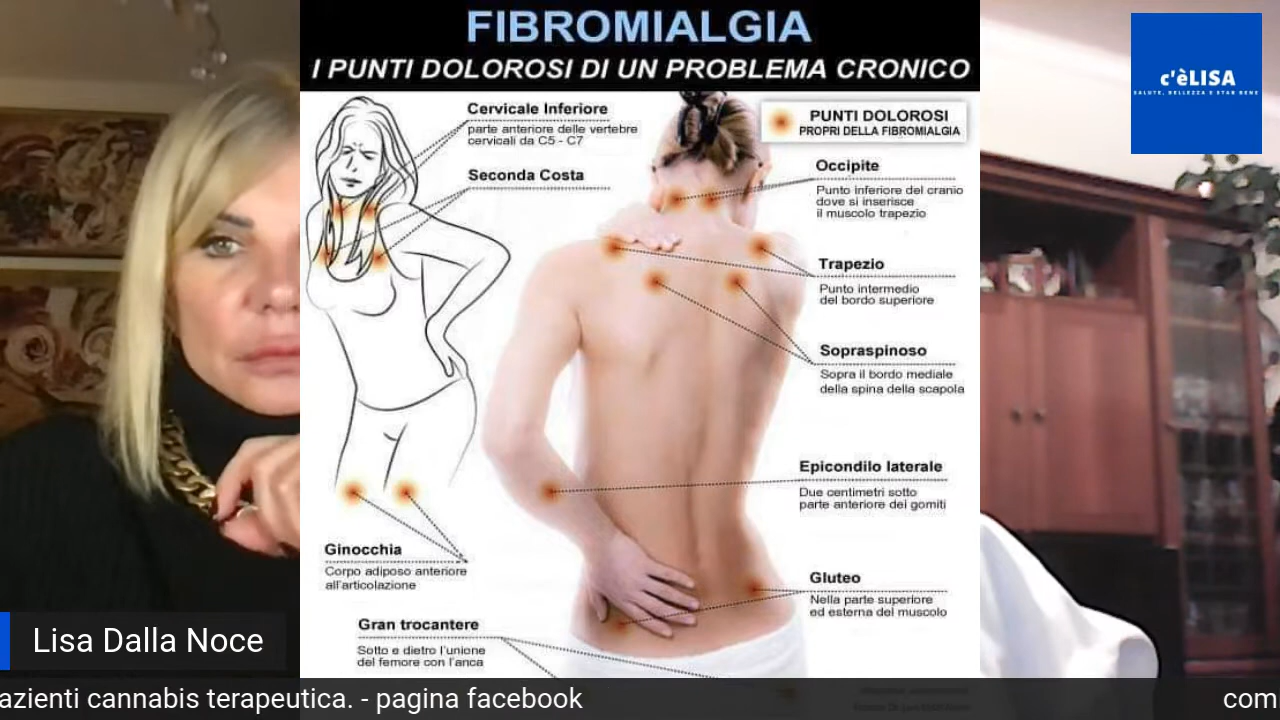 FIBROMIALGIA
I PUNTI DOLOROSI DI UN PROBLEMA CRONICO
Cervicale Inferiore
parte anteriore delle vertebre
cervicali da C5 - C7
Seconda Costa
PUNTI DOLOROSI
PROPRI DELLA FIBROMIALGIA
Occipite
Punto inferiore del cranio
dove si inserisce
il muscolo trapezio
Trapezio
Punto intermedio
del bordo superiore
Sopraspinoso
Sopra il bordo mediale
della spina della scapola
Epicondilo laterale
Due centimetri sotto
parte anteriore dei gomiti
Gluteo
Nella parte superiore
ed esterna del muscolo
Ginocchia
Corpo adiposo anteriore
all'articolazione
Gran trocantere
Sotto e dietro l'unione
del femore con l'anca
c'èLISA
SALUTE, BELLEZZA E STAR BENE
Lisa Dalla Noce
azienti cannabis terapeutica. - pagina facebook
com